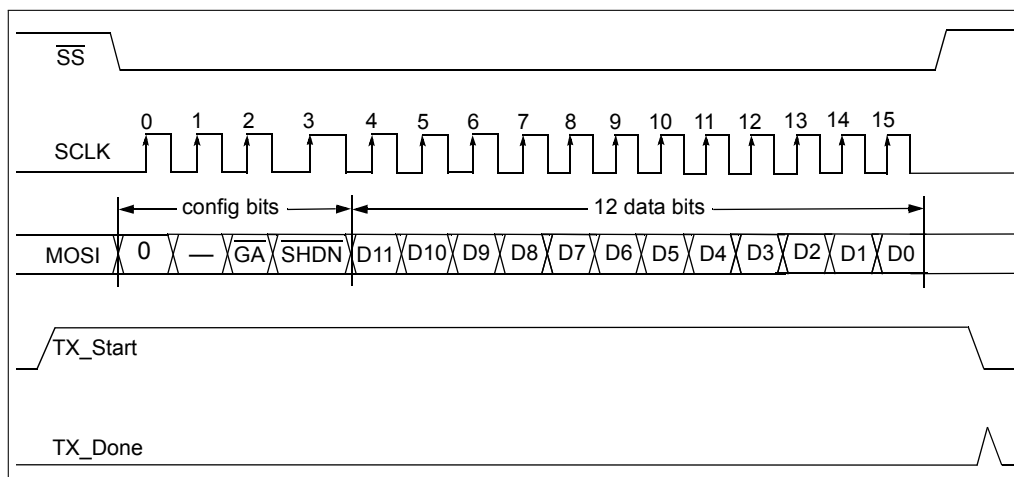 SS
0 1 2 3 4 5 6 7 8 9 10 11 12 13 14 15
SCLK
config bits 12 data bits
MOSI 0 — GA SHDN D11 D10 D9 D8 D7 D6 D5 D4 D3 D2 D1 D0
TX_Start
TX_Done